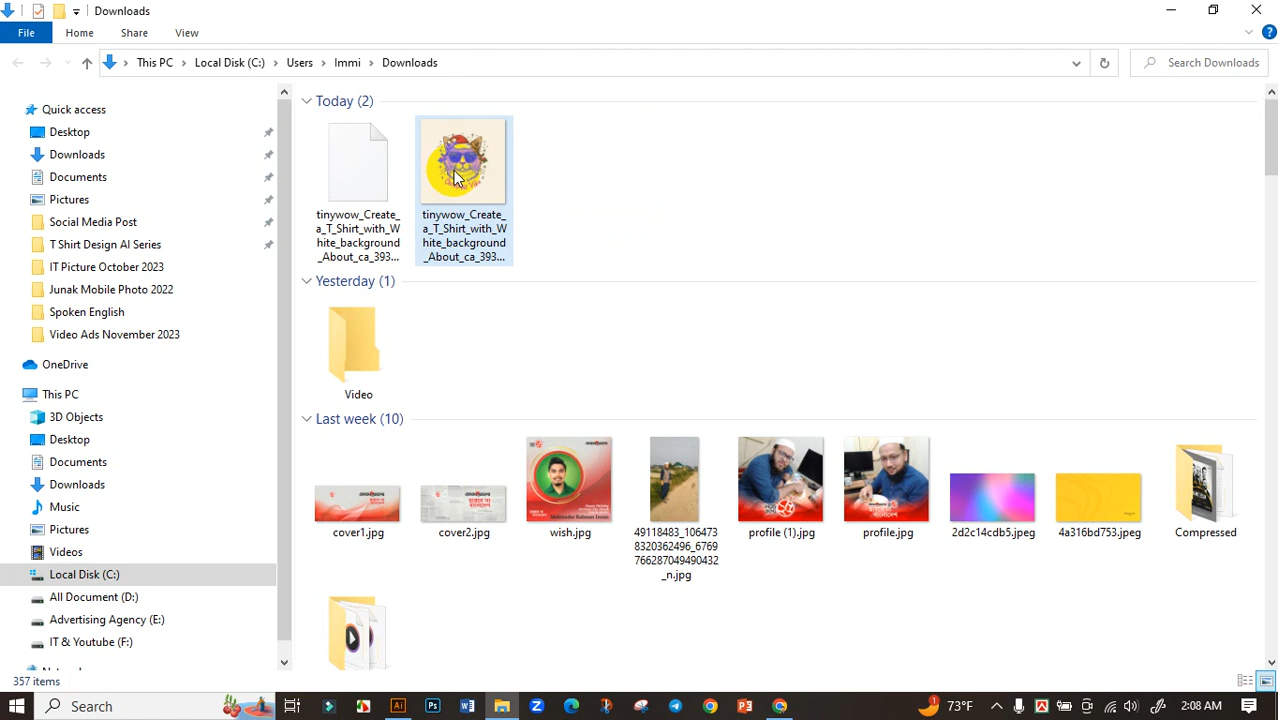 Downloads
File
Home
Share
View
This PC
Local Disk (C:)
Users
Immi
Downloads
Search Downloads
Quick access
Desktop
Downloads
Documents
Pictures
Social Media Post
T Shirt Design AI Series
IT Picture October 2023
Junak Mobile Photo 2022
Spoken English
Video Ads November 2023
OneDrive
This PC
3D Objects
Desktop
Documents
Downloads
Music
Pictures
Videos
Local Disk (C:)
All Document (D:)
Advertising Agency (E:)
IT & Youtube (F:)
Today (2)
tinywow_Create_
a_T_Shirt_with_W
hite_background_
_About_ca_393...
tinywow_Create_
a_T_Shirt_with_W
hite_background
_About_ca_393...
Yesterday (1)
Video
Last week (10)
cover1.jpg
cover2.jpg
wish.jpg
49118483_106473
8320362496_6769
766287049490432
_n.jpg
profile (1).jpg
profile.jpg
2d2c14cdb5.jpeg
4a316bd753.jpeg
Compressed
357 items
Search
73°F
2:08 AM